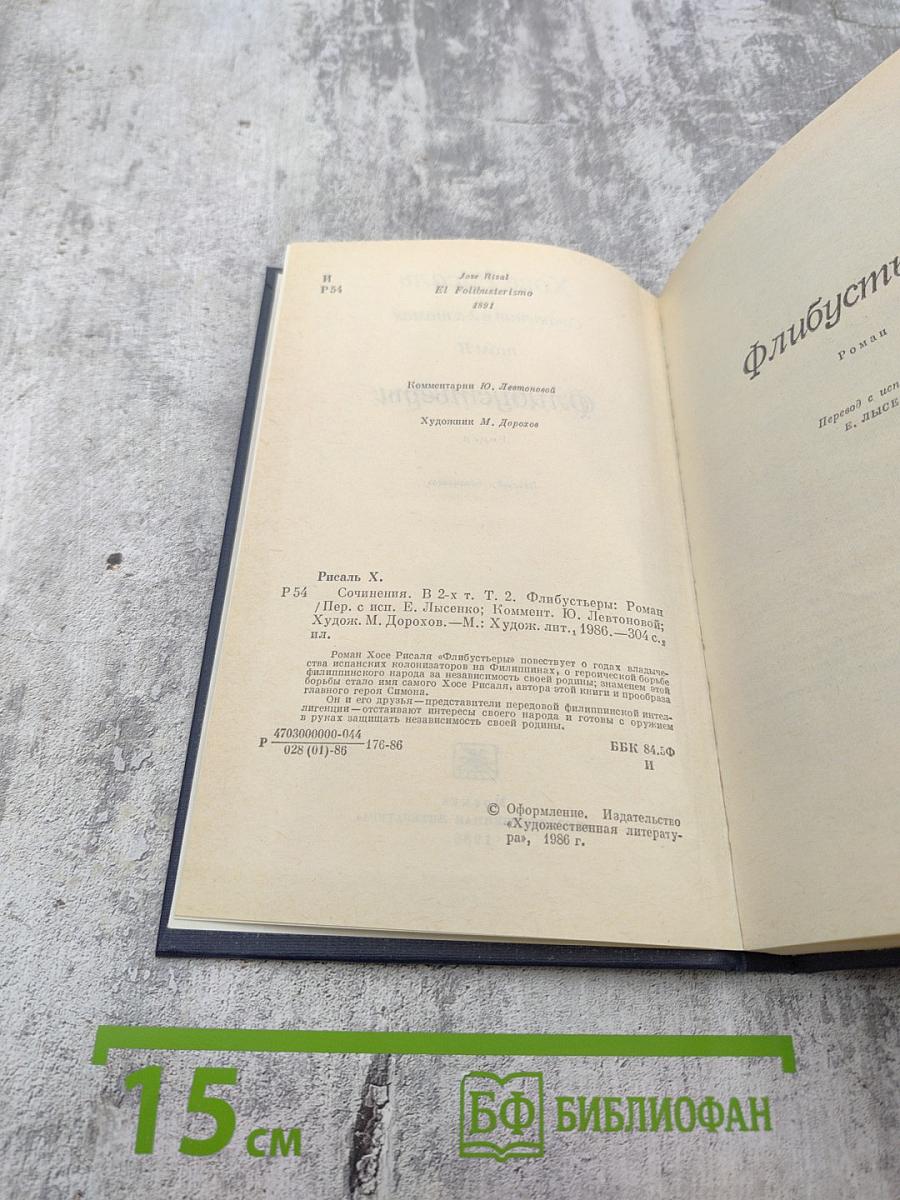 И
Р54
Jose Rizal
El Folibusterismo
1891
Комментарии Ю. Левтоновой
Художник М. Дорохов
Рисаль Х.
Р54 Сочинения. В 2-х т. Т. 2. Флибустьеры: Роман
/Пер. с исп. Е. Лысенко; Коммент. Ю. Левтоновой;
Худож. М. Дорохов.—М.: Худож. лит., 1986.—304 с.,
ил.
Роман Хосе Рисаля «Флибустьеры» повествует о годах владыче-
ства испанских колонизаторов на Филиппинах, о героической борьбе
филиппинского народа за независимость своей родины; знаменем этой
борьбы стало имя самого Хосе Рисаля, автора этой книги и прообраза
главного героя Симона.
Он и его друзья—представители передовой филиппинской интел-
лигенции—отстаивают интересы своего народа и готовы с оружием
в руках защищать независимость своей родины.
Р 4703000000-044 176-86
028 (01)-86
ББК 84.5Ф
И
© Оформление. Издательство
«Художественная литерату-
ра», 1986 г.
Флибусть
Роман
Перевод с исп
Е. ЛЫСЕ
15 см
БФ БИБЛИОФАН